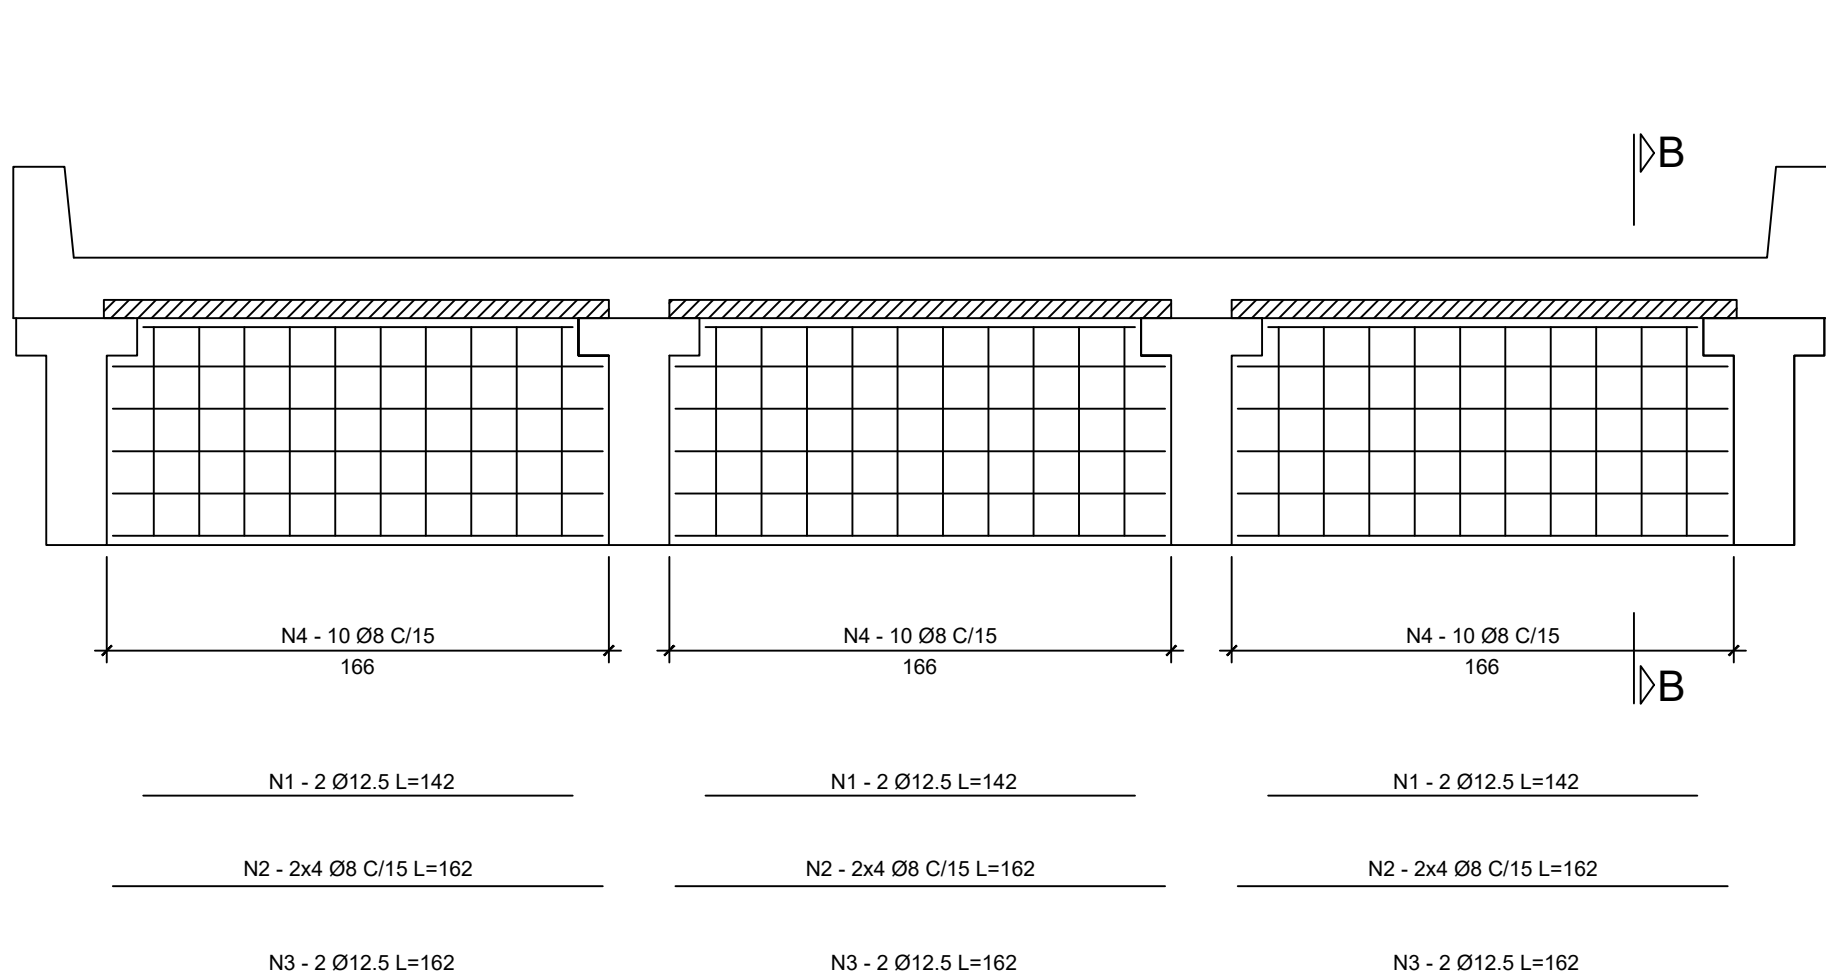 B
N4 - 10 Ø8 C/15 N4 - 10 Ø8 C/15 N4 - 10 Ø8 C/15
166 166 166
B
N1 - 2 Ø12.5 L=142 N1 - 2 Ø12.5 L=142 N1 - 2 Ø12.5 L=142
N2 - 2x4 Ø8 C/15 L=162 N2 - 2x4 Ø8 C/15 L=162 N2 - 2x4 Ø8 C/15 L=162
N3 - 2 Ø12.5 L=162 N3 - 2 Ø12.5 L=162 N3 - 2 Ø12.5 L=162